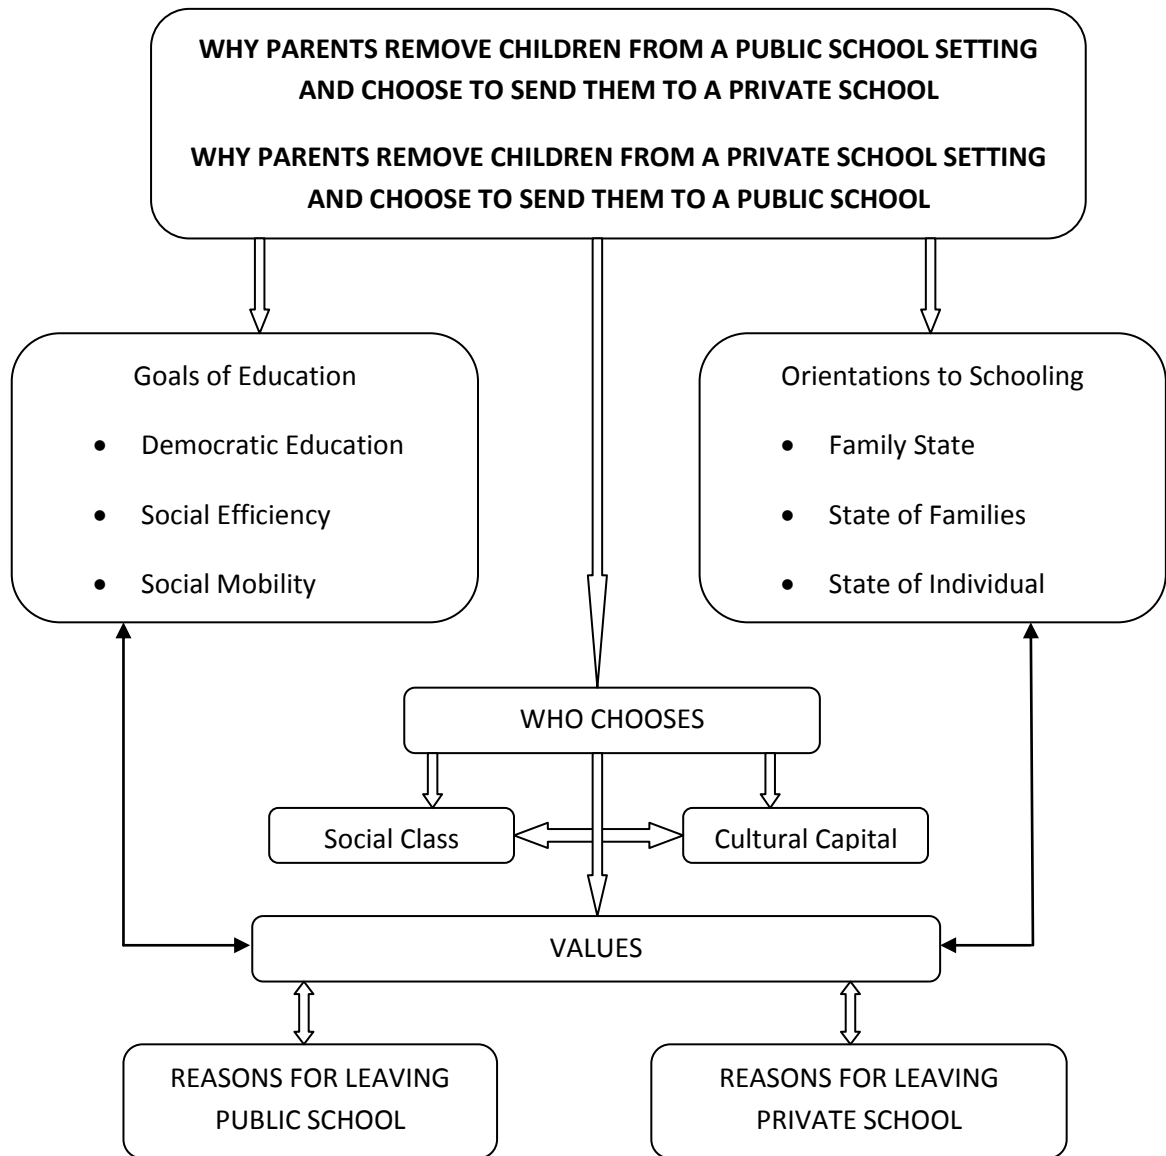 WHY PARENTS REMOVE CHILDREN FROM A PUBLIC SCHOOL SETTING
AND CHOOSE TO SEND THEM TO A PRIVATE SCHOOL
WHY PARENTS REMOVE CHILDREN FROM A PRIVATE SCHOOL SETTING
AND CHOOSE TO SEND THEM TO A PUBLIC SCHOOL
Goals of Education
• Democratic Education
• Social Efficiency
• Social Mobility
Orientations to Schooling
• Family State
• State of Families
• State of Individual
WHO CHOOSES
Social Class
Cultural Capital
VALUES
REASONS FOR LEAVING
PUBLIC SCHOOL
REASONS FOR LEAVING
PRIVATE SCHOOL